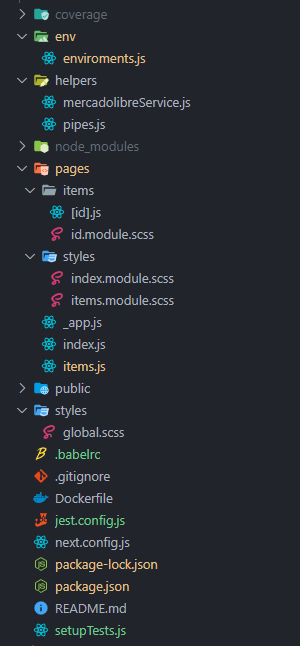 coverage
env
enviroments.js
helpers
mercadolibreService.js
pipes.js
node_modules
pages
items
[id].js
id.module.scss
styles
index.module.scss
items.module.scss
_app.js
index.js
items.js
public
styles
global.scss
.babelrc
.gitignore
Dockerfile
jest.config.js
next.config.js
package-lock.json
package.json
README.md
setupTests.js